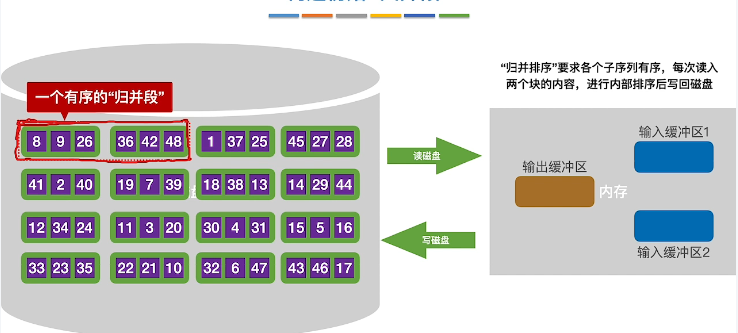 “归并排序”要求各个子序列有序，每次读入
两个块的内容，进行内部排序后写回磁盘
一个有序的“归并段”
8 9 26 36 42 48 1 37 25 45 27 28
41 2 40 19 7 39 18 38 13 14 29 44
12 34 24 11 3 20 30 4 31 15 5 16
33 23 35 22 21 10 32 6 47 43 46 17
读磁盘
写磁盘
输入缓冲区1
输出缓冲区
内存
输入缓冲区2